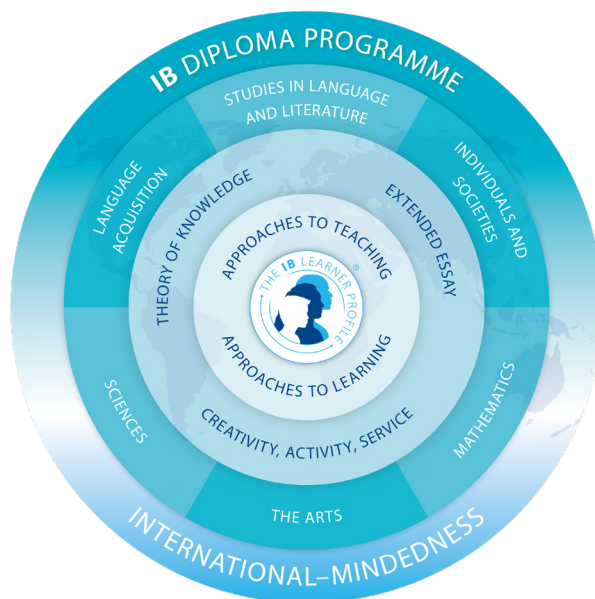 IB DIPLOMA PROGRAMME
STUDIES IN LANGUAGE
AND LITERATURE
LANGUAGE
ACQUISITION
INDIVIDUALS AND
SOCIETIES
THEORY OF KNOWLEDGE
EXTENDED ESSAY
APPROACHES TO TEACHING
THE IB LEARNER PROFILE
®
APPROACHES TO LEARNING
CREATIVITY, ACTIVITY, SERVICE
SCIENCES
MATHEMATICS
THE ARTS
INTERNATIONAL–MINDEDNESS